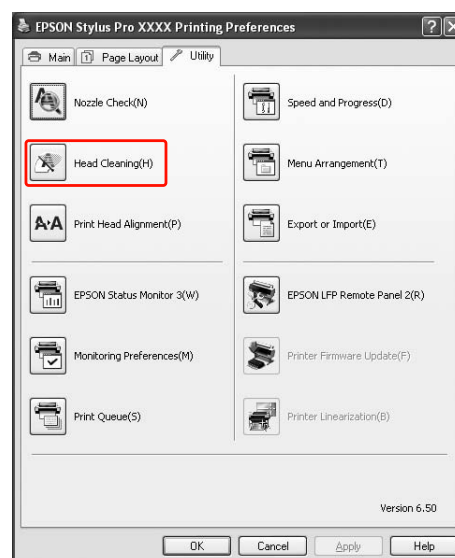 EPSON Stylus Pro XXXX Printing Preferences
Main Page Layout Utility
Nozzle Check(N)
Speed and Progress(D)
Head Cleaning(H)
Menu Arrangement(T)
Print Head Alignment(P)
Export or Import(E)
EPSON Status Monitor 3(W)
EPSON LFP Remote Panel 2(R)
Monitoring Preferences(M)
Printer Firmware Update(F)
Print Queue(S)
Printer Linearization(B)
Version 6.50
OK Cancel Apply Help